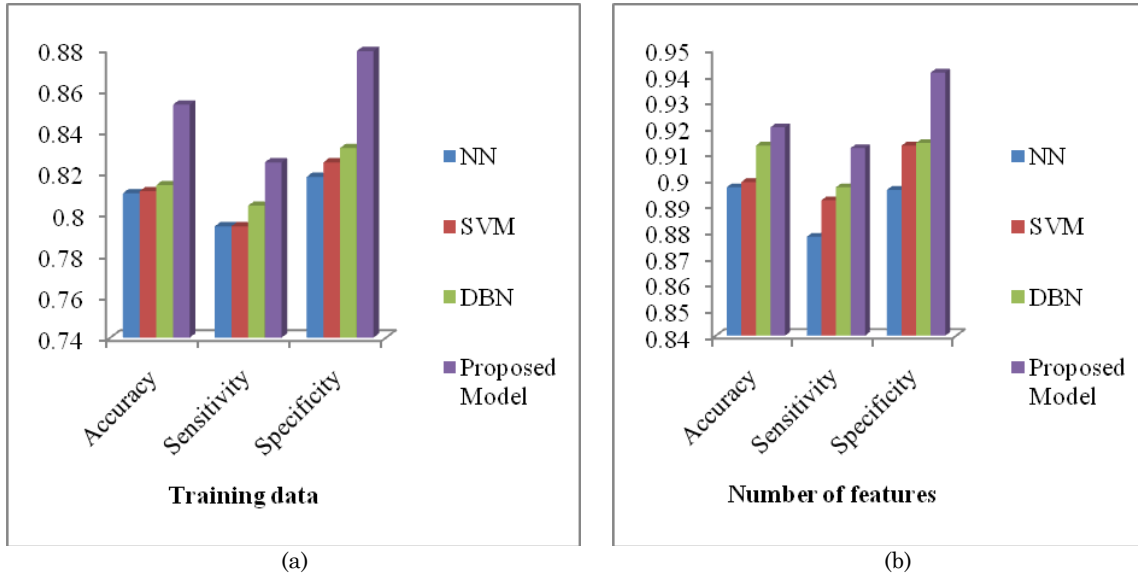 0.88
0.86
0.84
0.82
0.8
0.78
0.76
0.74
Accuracy
Sensitivity
Specificity
Training data
NN
SVM
DBN
Proposed
Model
(a)
0.95
0.94
0.93
0.92
0.91
0.9
0.89
0.88
0.87
0.86
0.85
0.84
Accuracy
Sensitivity
Specificity
Number of features
NN
SVM
DBN
Proposed
Model
(b)